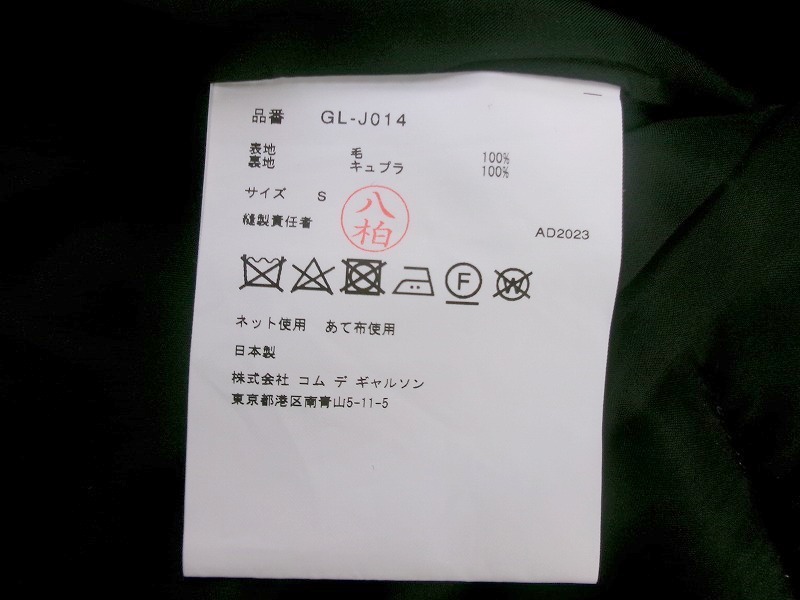 品番 GL-J014
表地 毛 100%
裏地 キュプラ 100%
サイズ S
縫製責任者 八柏
AD2023
F W
ネット使用 あて布使用
日本製
株式会社 コム デ ギャルソン
東京都港区南青山5-11-5